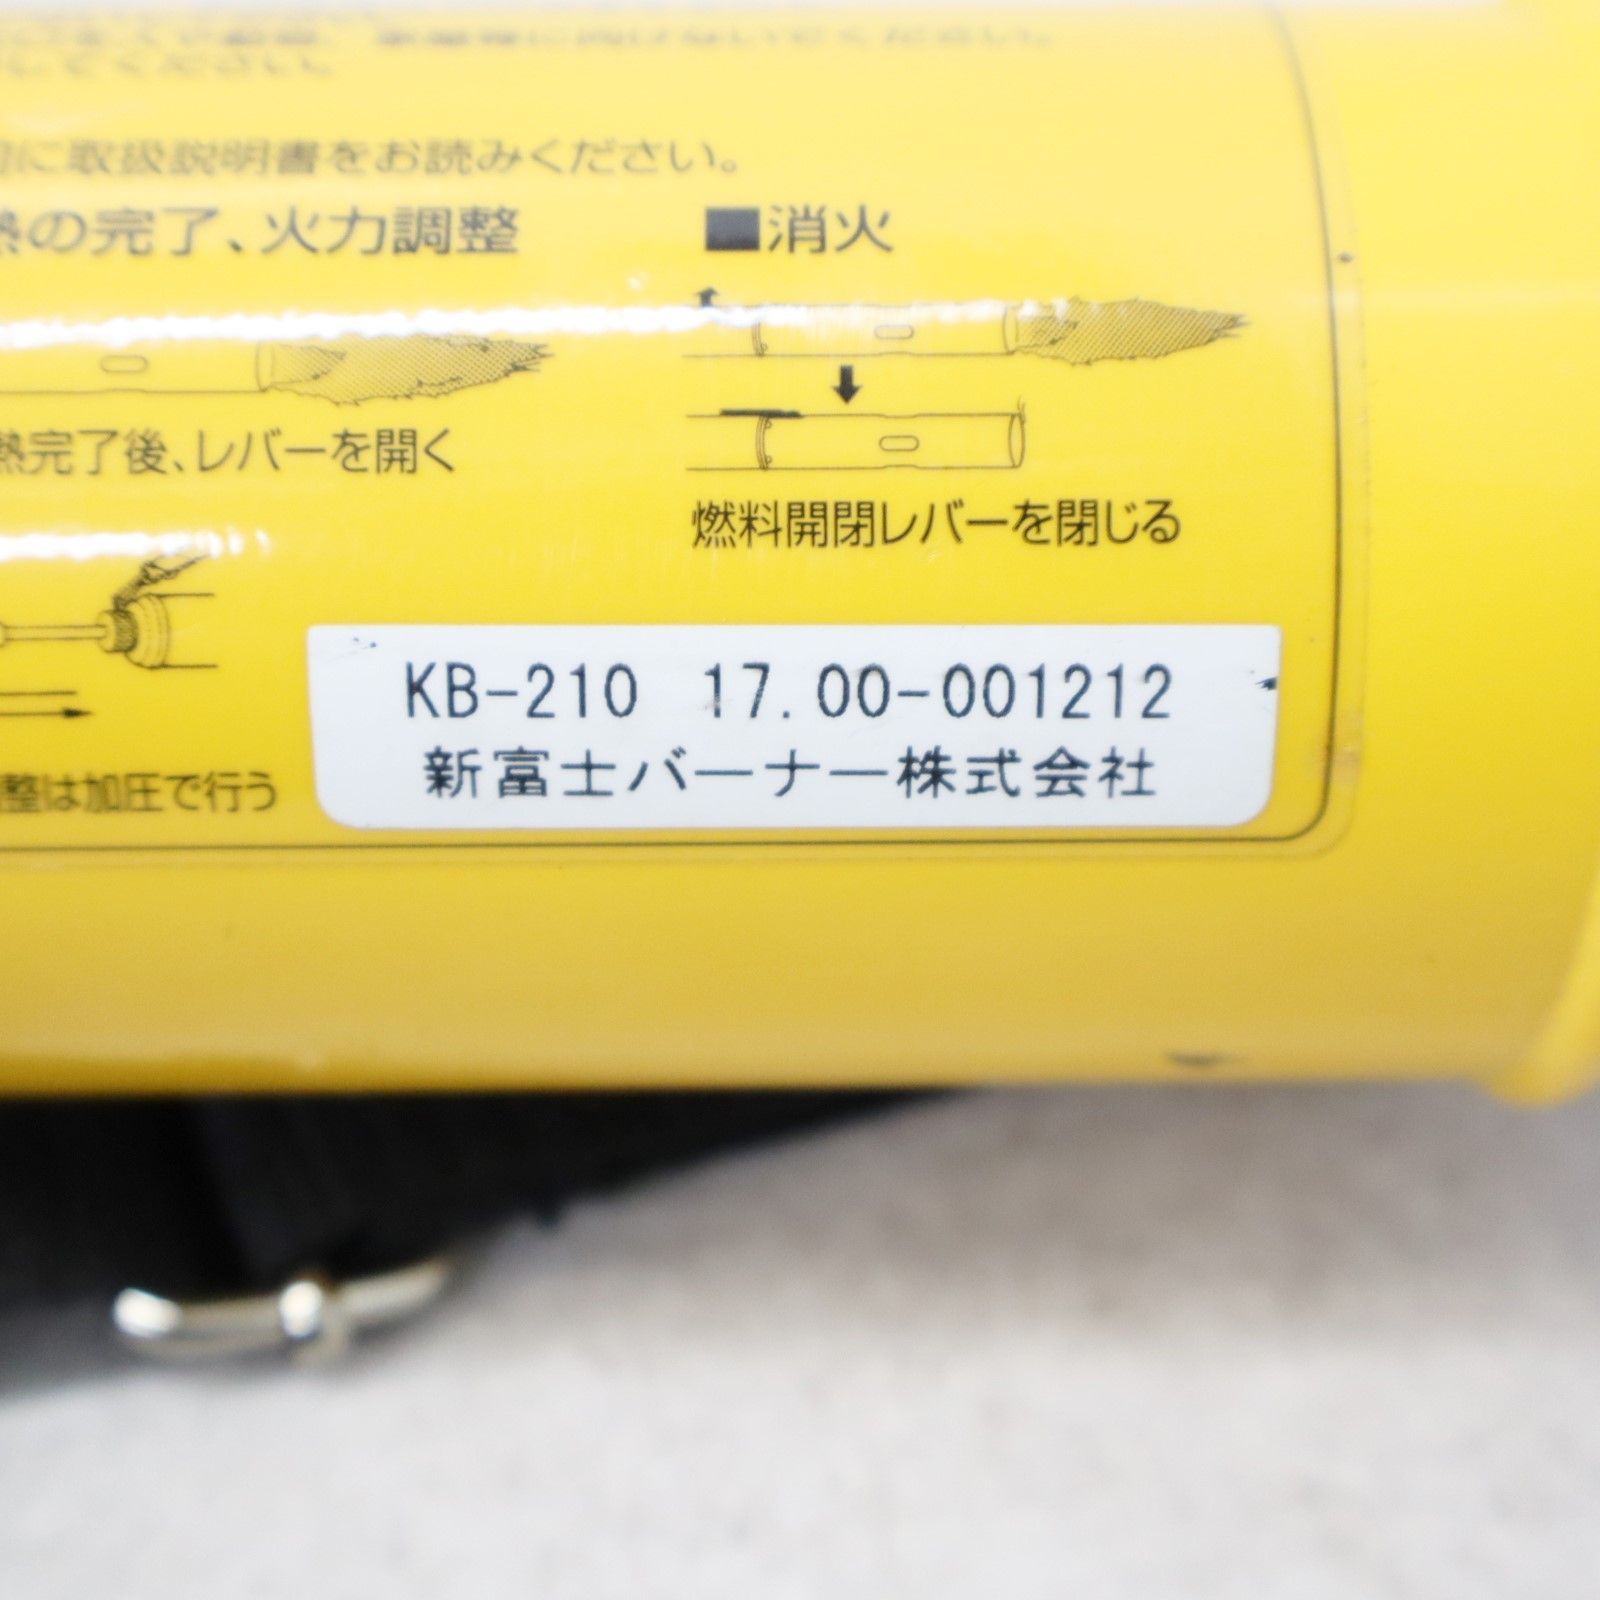 に取扱説明書をお読みください。
熱の完了、火力調整
■消火
熱完了後、レバーを開く
燃料開閉レバーを閉じる
整は加圧で行う
KB-210 17.00-001212
新富士バーナー株式会社